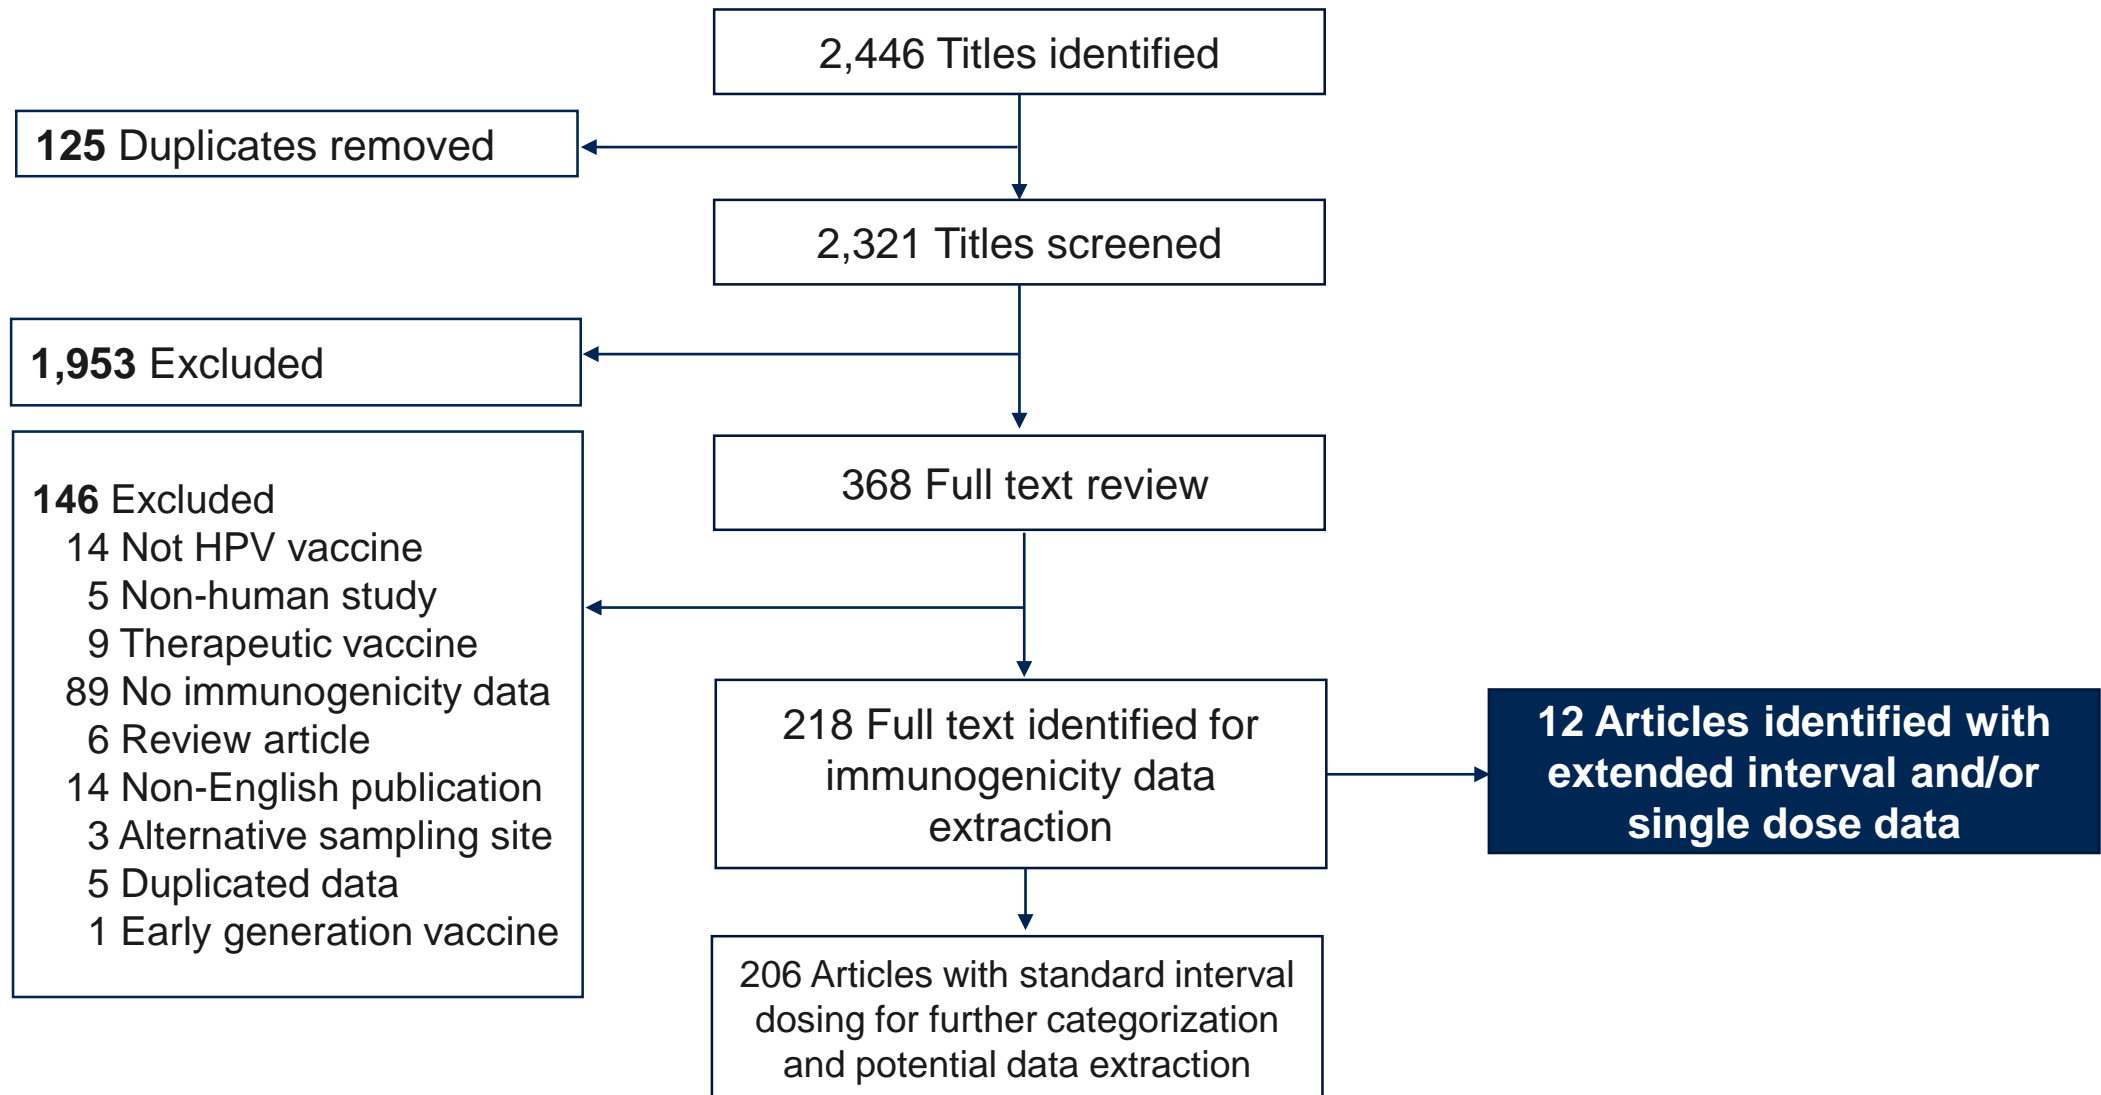 2,446 Titles identified
125 Duplicates removed
2,321 Titles screened
1,953 Excluded
368 Full text review
146 Excluded
14 Not HPV vaccine
5 Non-human study
9 Therapeutic vaccine
89 No immunogenicity data
6 Review article
14 Non-English publication
3 Alternative sampling site
5 Duplicated data
1 Early generation vaccine
218 Full text identified for
immunogenicity data
extraction
12 Articles identified with
extended interval and/or
single dose data
206 Articles with standard interval
dosing for further categorization
and potential data extraction